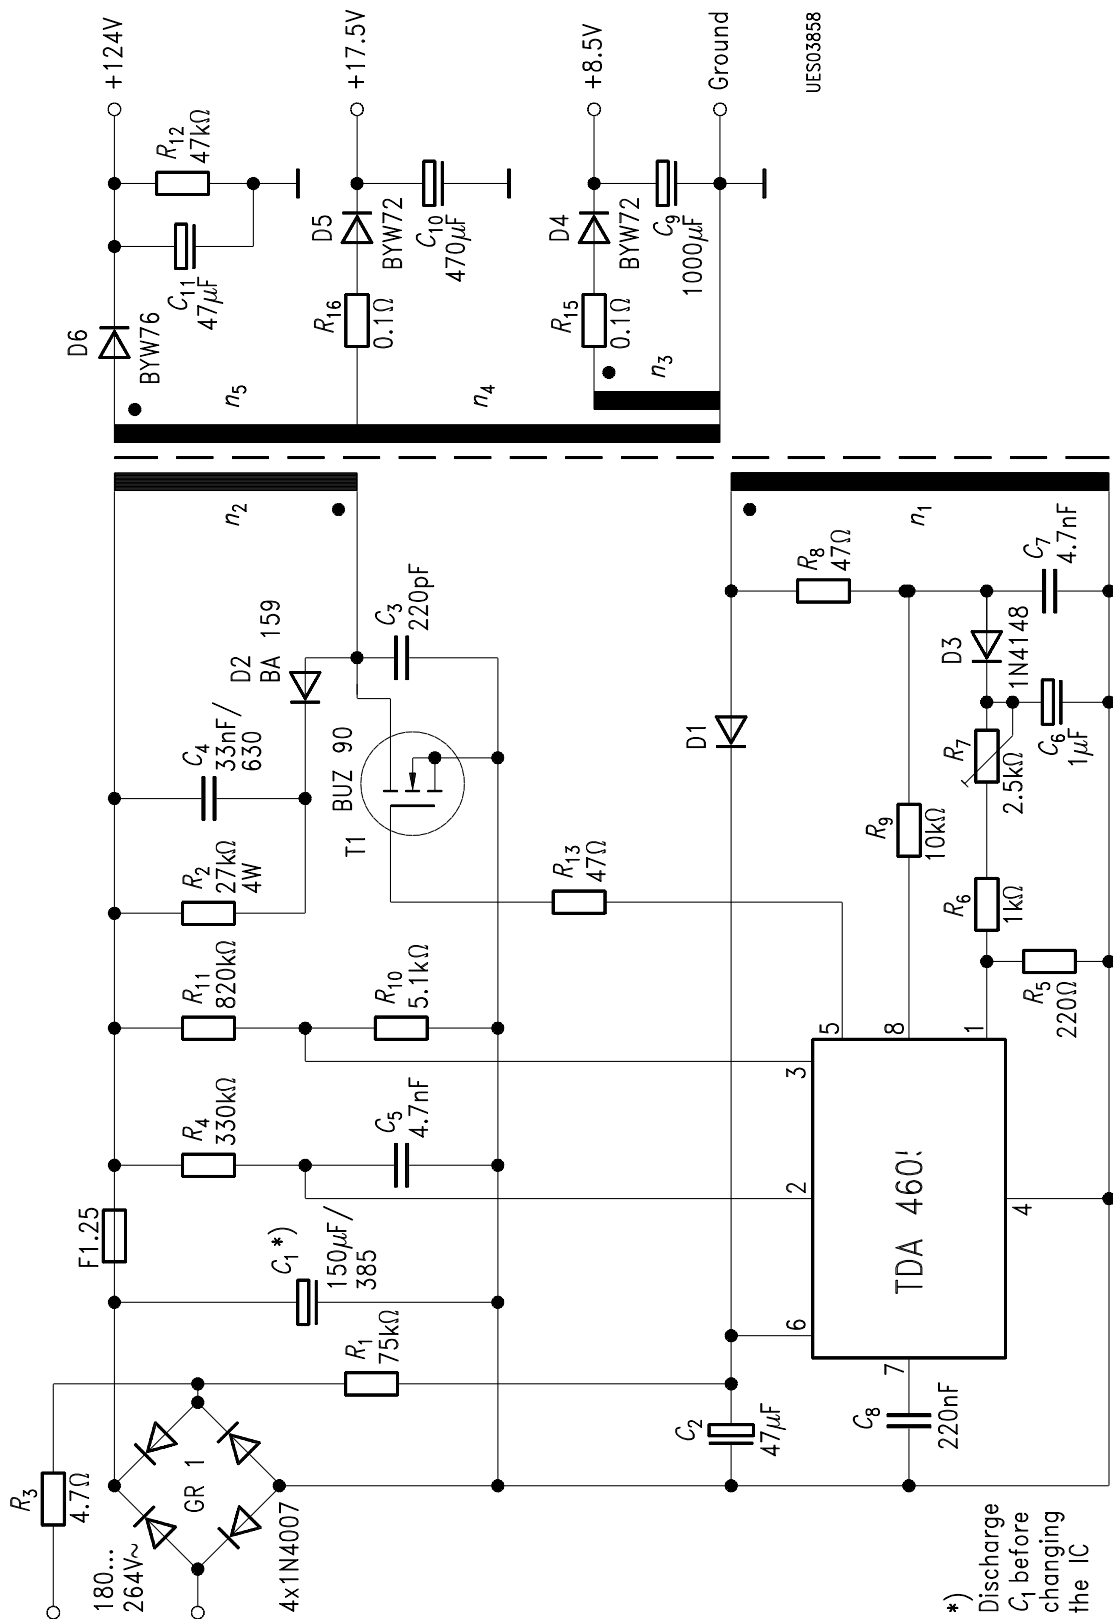 180...
264V~
R3
4.7Ω
GR 1
4x1N4007
F1.25
C1 *)
150µF/
385
R1
75kΩ
R4
330kΩ
C5
4.7nF
R11
820kΩ
R10
5.1kΩ
R2
27kΩ
4W
C4
33nF/
630
D2
BA 159
T1
BUZ 90
C3
220pF
n2
R13
47Ω
C2
47µF
D1
R8
47Ω
n1
TDA 460
2
3
5
6
8
7
1
4
C8
220nF
R9
10kΩ
R6
1kΩ
R5
220Ω
R7
2.5kΩ
D3
1N4148
C6
1µF
C7
4.7nF
D6
BYW76
C11
47µF
R12
47kΩ
+124V
n5
R16
0.1Ω
D5
BYW72
C10
470µF
+17.5V
n4
R15
0.1Ω
D4
BYW72
C9
1000µF
+8.5V
n3
Ground
*)
Discharge
C1 before
changing
the IC
UES03858